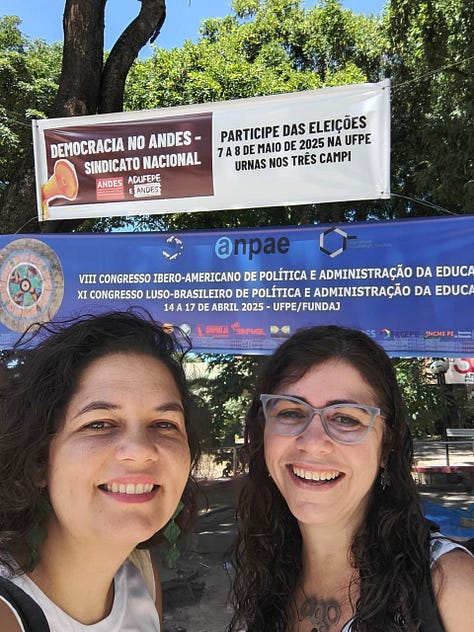 DEMOCRACIA NO ANDES -
SINDICATO NACIONAL
ANDES
ADUFEPE
É ANDES
PARTICIPE DAS ELEIÇÕES
7 A 8 DE MAIO DE 2025 NA UFPE
URNAS NOS TRÊS CAMPI
anpae
VIII CONGRESSO IBERO-AMERICANO DE POLÍTICA E ADMINISTRAÇÃO DA EDUCA
XI CONGRESSO LUSO-BRASILEIRO DE POLÍTICA E ADMINISTRAÇÃO DA EDUCA
14 A 17 DE ABRIL 2025 - UFPE/FUNDAJ
FACEPE